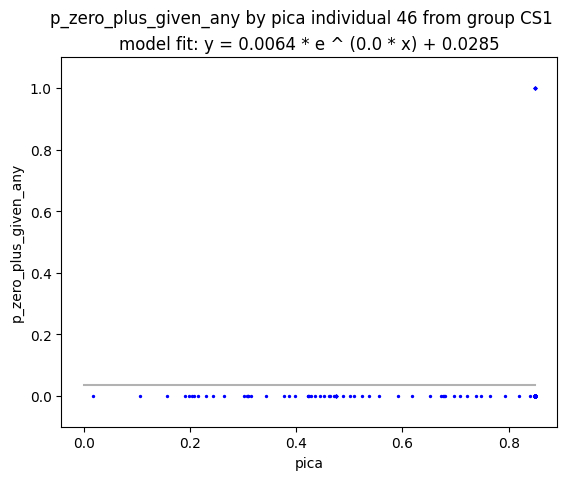 p_zero_plus_given_any by pica individual 46 from group CS1
model fit: y = 0.0064 * e ^ (0.0 * x) + 0.0285
1.0
0.8
0.6
0.4
0.2
0.0
p_zero_plus_given_any
0.0 0.2 0.4 0.6 0.8
pica